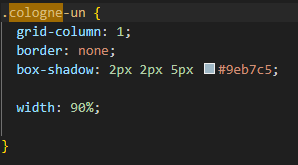 .cologne-un {
grid-column: 1;
border: none;
box-shadow: 2px 2px 5px #9eb7c5;
width: 90%;
}